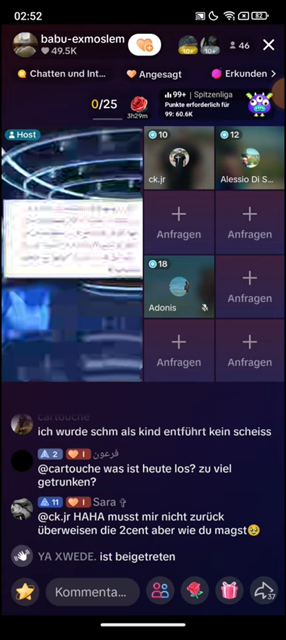 02:52
82
babu-exmoslem
49.5K
10+
46
Chatten und Int...
Angesagt
Erkunden >
0/25
3h29m
99+ | Spitzenliga
Punkte erforderlich für
99: 60.6K
Host
10
ck.jr
12
Alessio Di S...
Anfragen
Anfragen
18
Adonis
Anfragen
Anfragen
Anfragen
cartouche
ich wurde schm als kind entführt kein scheiss
2
I
فرعون
@cartouche was ist heute los? zu viel
getrunken?
11
I
Sara ✞
@ck.jr HAHA musst mir nicht zurück
überweisen die 2cent aber wie du magst🥹
YA XWEDE. ist beigetreten
Kommenta...
37